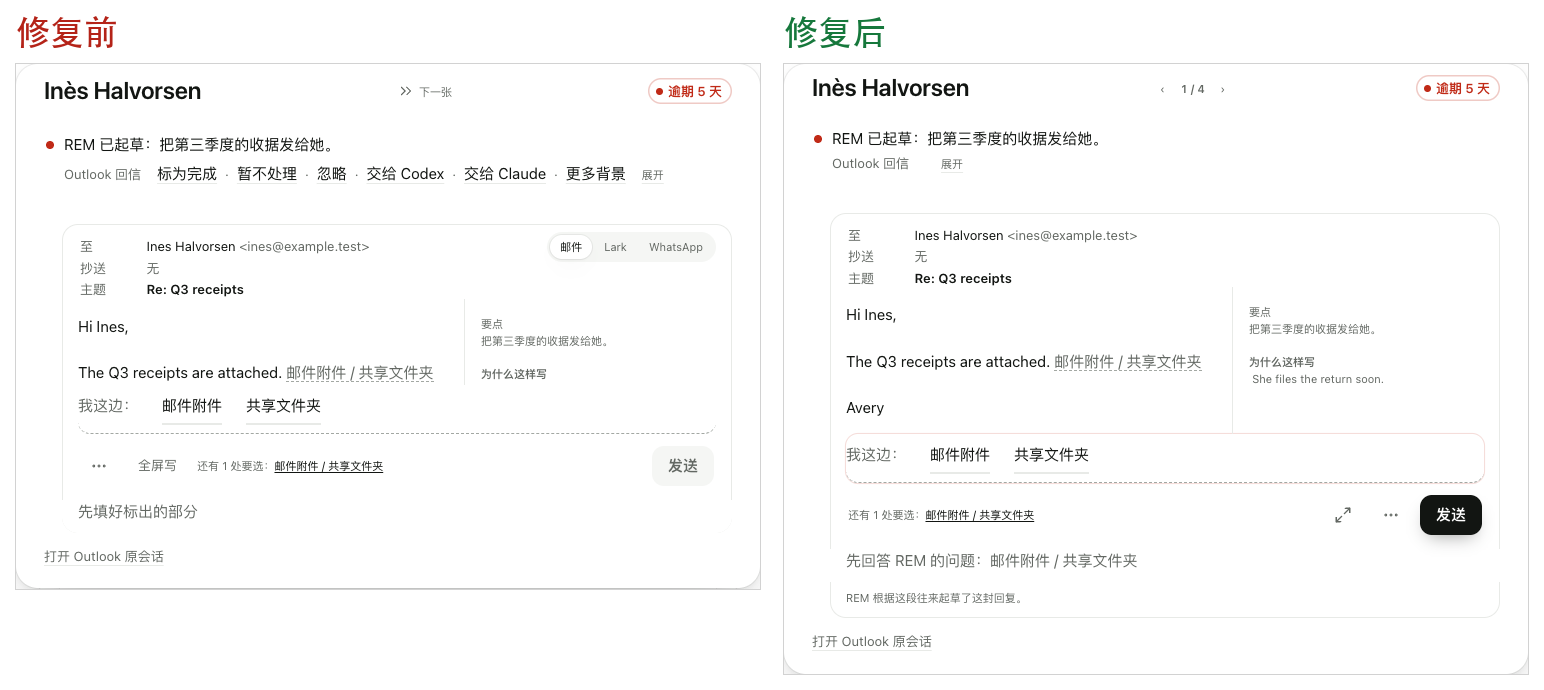 修复前
Inès Halvorsen
下一张
逾期 5 天
REM 已起草：把第三季度的收据发给她。
Outlook 回信 标为完成 · 暂不处理 · 忽略 · 交给 Codex · 交给 Claude · 更多背景 展开
至 Ines Halvorsen <ines@example.test>
邮件 Lark WhatsApp
抄送 无
主题 Re: Q3 receipts
Hi Ines,
The Q3 receipts are attached. 邮件附件 / 共享文件夹
要点
把第三季度的收据发给她。
为什么这样写
我这边： 邮件附件 共享文件夹
··· 全屏写 还有 1 处要选：邮件附件 / 共享文件夹 发送
先填好标出的部分
打开 Outlook 原会话
修复后
Inès Halvorsen
‹ 1 / 4 ›
逾期 5 天
REM 已起草：把第三季度的收据发给她。
Outlook 回信 展开
至 Ines Halvorsen <ines@example.test>
抄送 无
主题 Re: Q3 receipts
Hi Ines,
The Q3 receipts are attached. 邮件附件 / 共享文件夹
Avery
要点
把第三季度的收据发给她。
为什么这样写
She files the return soon.
我这边： 邮件附件 共享文件夹
还有 1 处要选：邮件附件 / 共享文件夹 ··· 发送
先回答 REM 的问题：邮件附件 / 共享文件夹
REM 根据这段往来起草了这封回复。
打开 Outlook 原会话